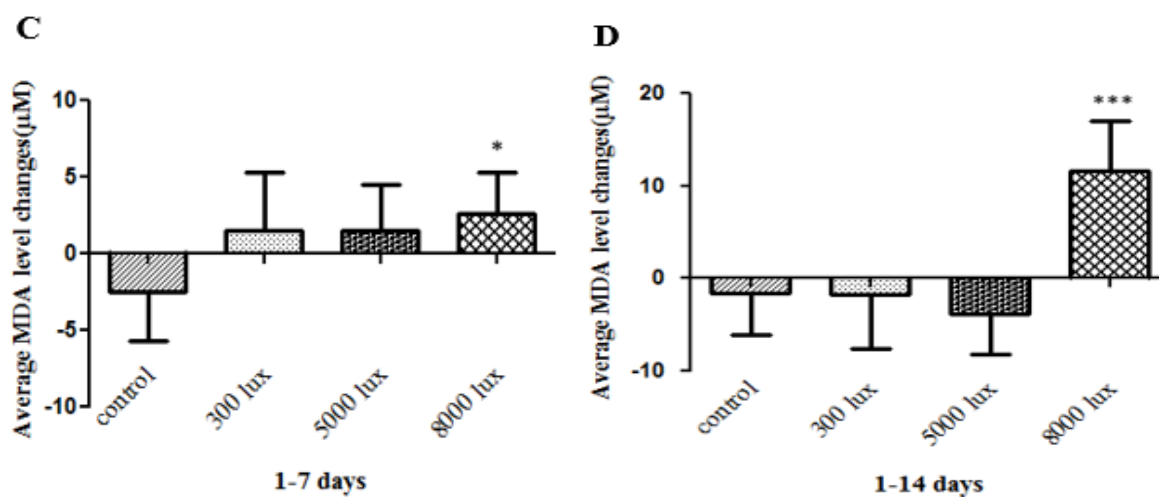 C
Average MDA level changes(µM)
10
5
0
-5
-10
*
control
300 lux
5000 lux
8000 lux
1-7 days
D
Average MDA level changes(µM)
20
10
0
-10
***
control
300 lux
5000 lux
8000 lux
1-14 days